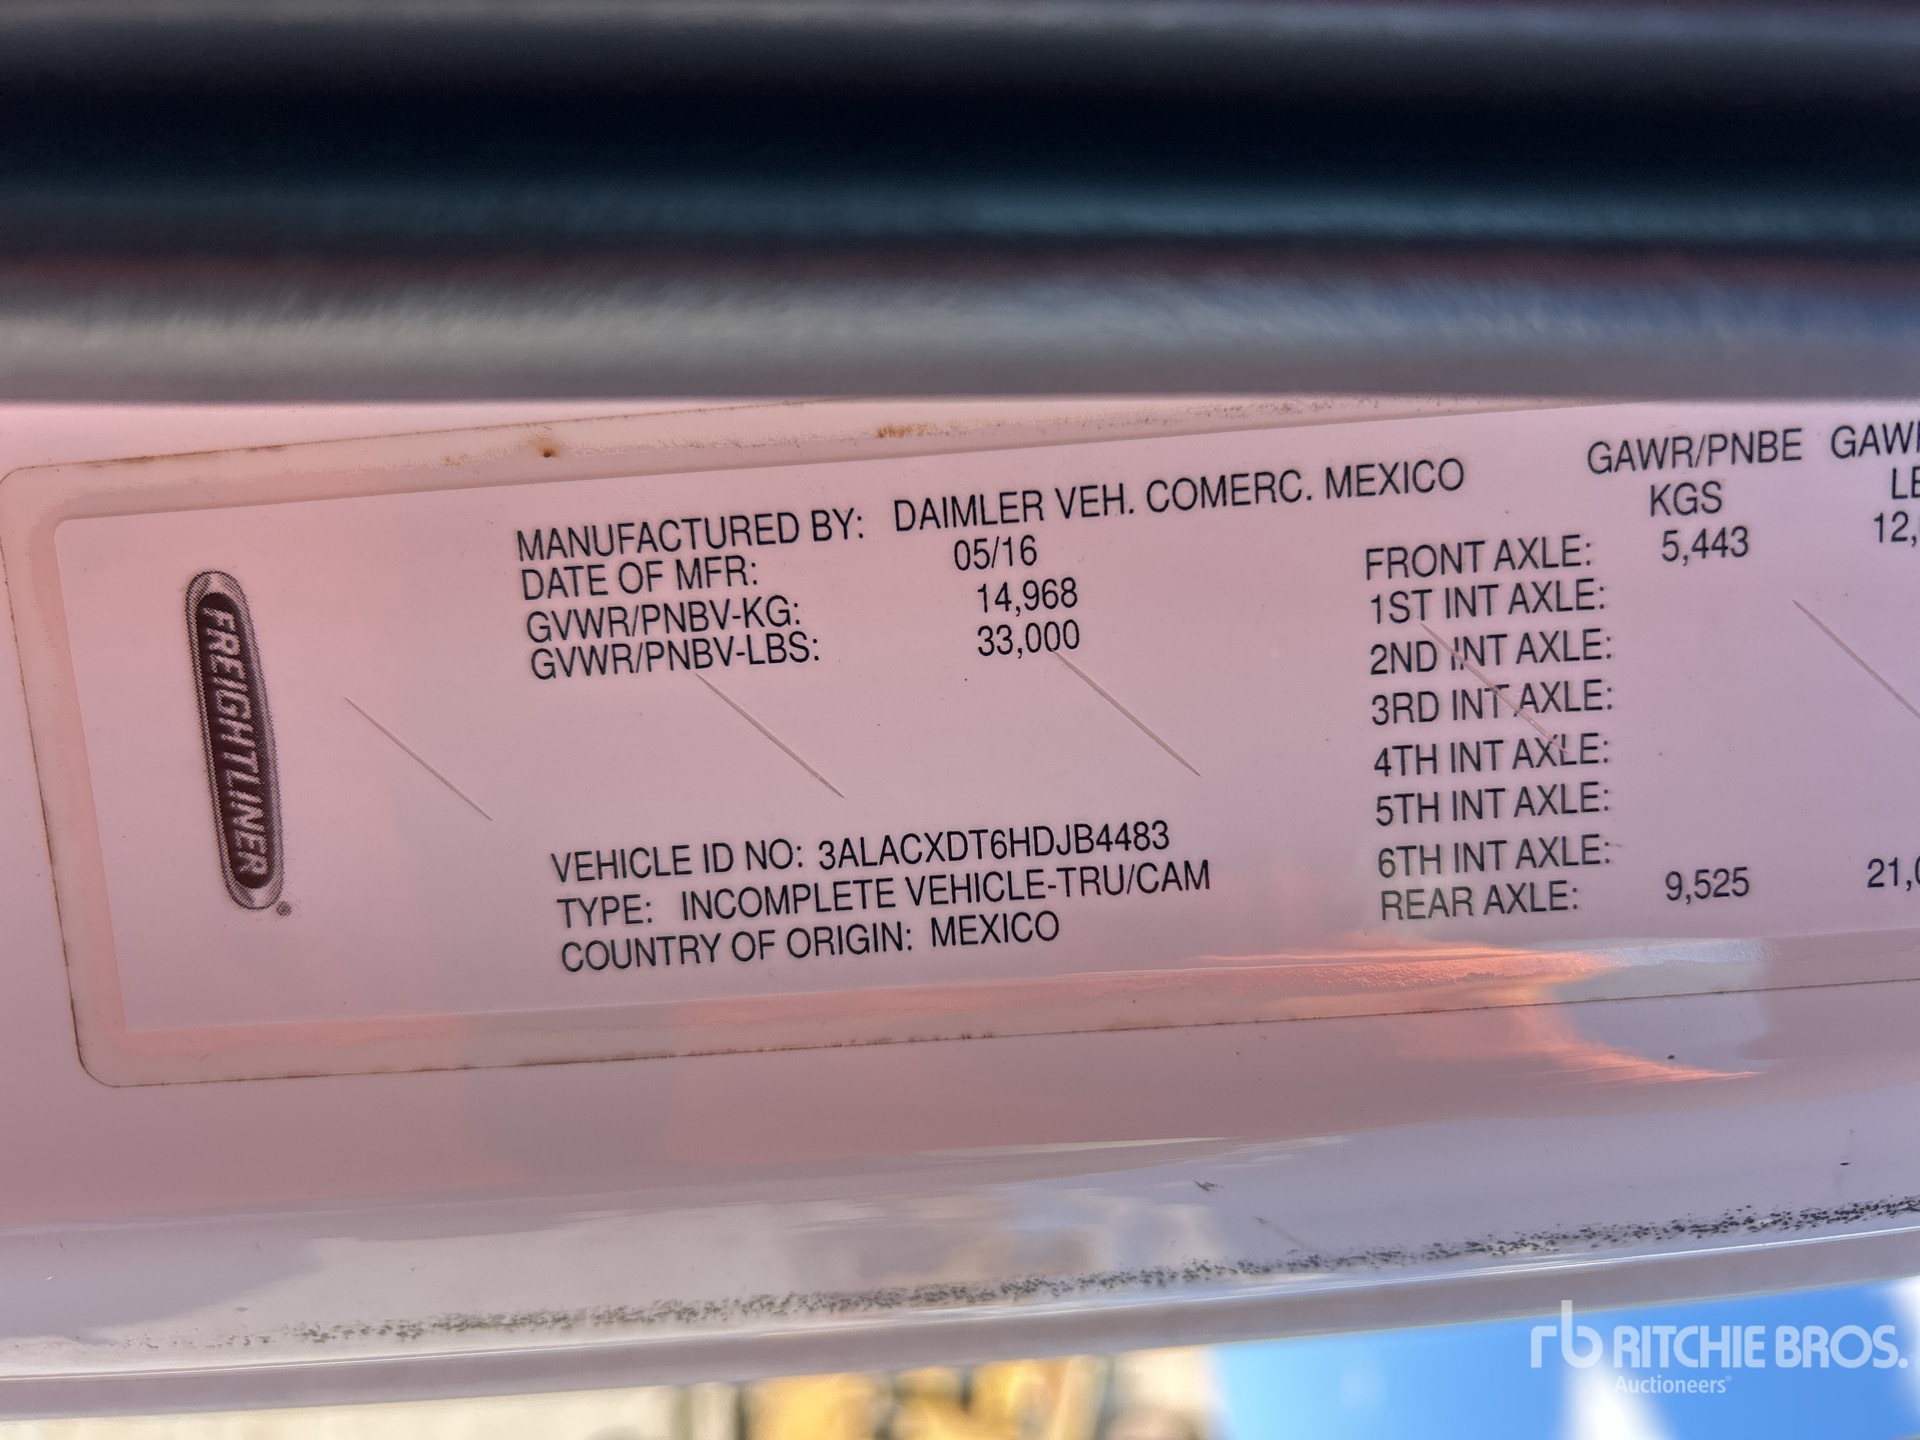 FREIGHTLINER
MANUFACTURED BY: DAIMLER VEH. COMERC. MEXICO
DATE OF MFR: 05/16
GVWR/PNBV-KG: 14,968
GVWR/PNBV-LBS: 33,000
VEHICLE ID NO: 3ALACXDT6HDJB4483
TYPE: INCOMPLETE VEHICLE-TRU/CAM
COUNTRY OF ORIGIN: MEXICO
GAWR/PNBE
KGS
FRONT AXLE: 5,443
1ST INT AXLE:
2ND INT AXLE:
3RD INT AXLE:
4TH INT AXLE:
5TH INT AXLE:
6TH INT AXLE:
REAR AXLE: 9,525
rb RITCHIE BROS.
Auctioneers